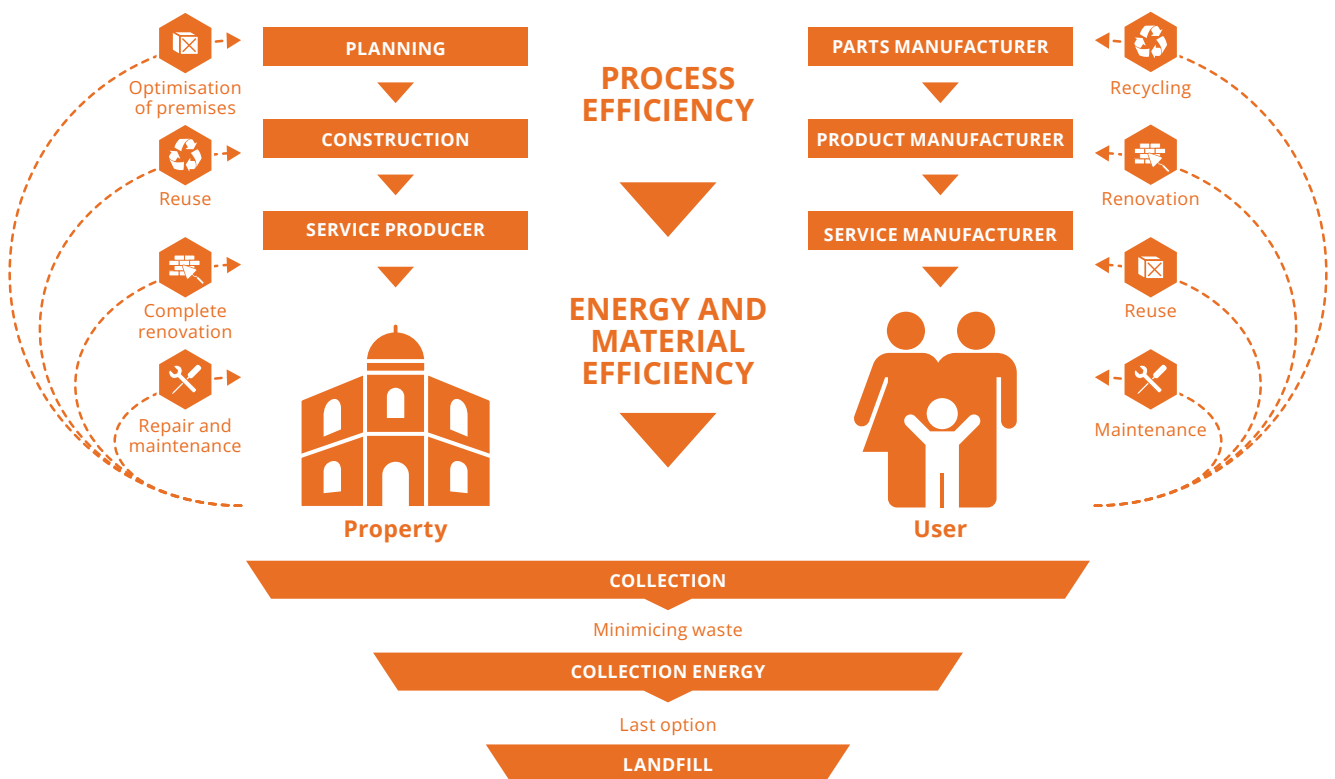 PLANNING
Optimisation
of premises
CONSTRUCTION
Reuse
SERVICE PRODUCER
Complete
renovation
Repair and
maintenance
Property
PROCESS
EFFICIENCY
ENERGY AND
MATERIAL
EFFICIENCY
PARTS MANUFACTURER
Recycling
PRODUCT MANUFACTURER
Renovation
SERVICE MANUFACTURER
Reuse
Maintenance
User
COLLECTION
Minimicing waste
COLLECTION ENERGY
Last option
LANDFILL